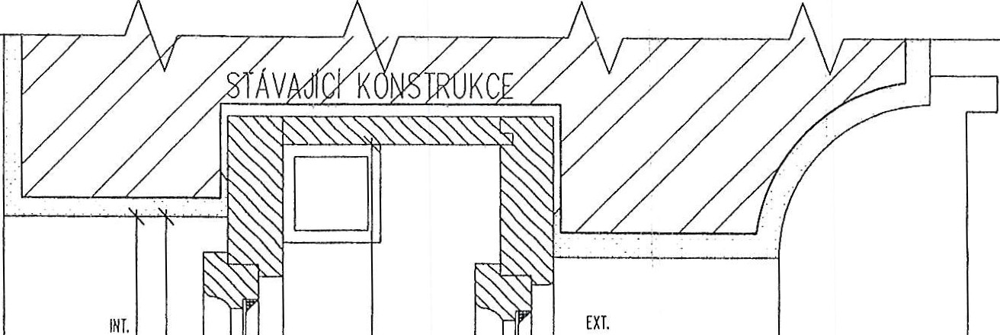 STÁVAJÍCÍ KONSTRUKCE
INT.
EXT.